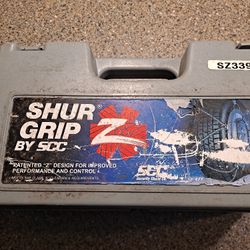 SZ339
SHUR
GRIP
BY SCC
Z
SCC
PATENTED "Z" DESIGN FOR IMPROVED
PERFORMANCE AND CONTROL